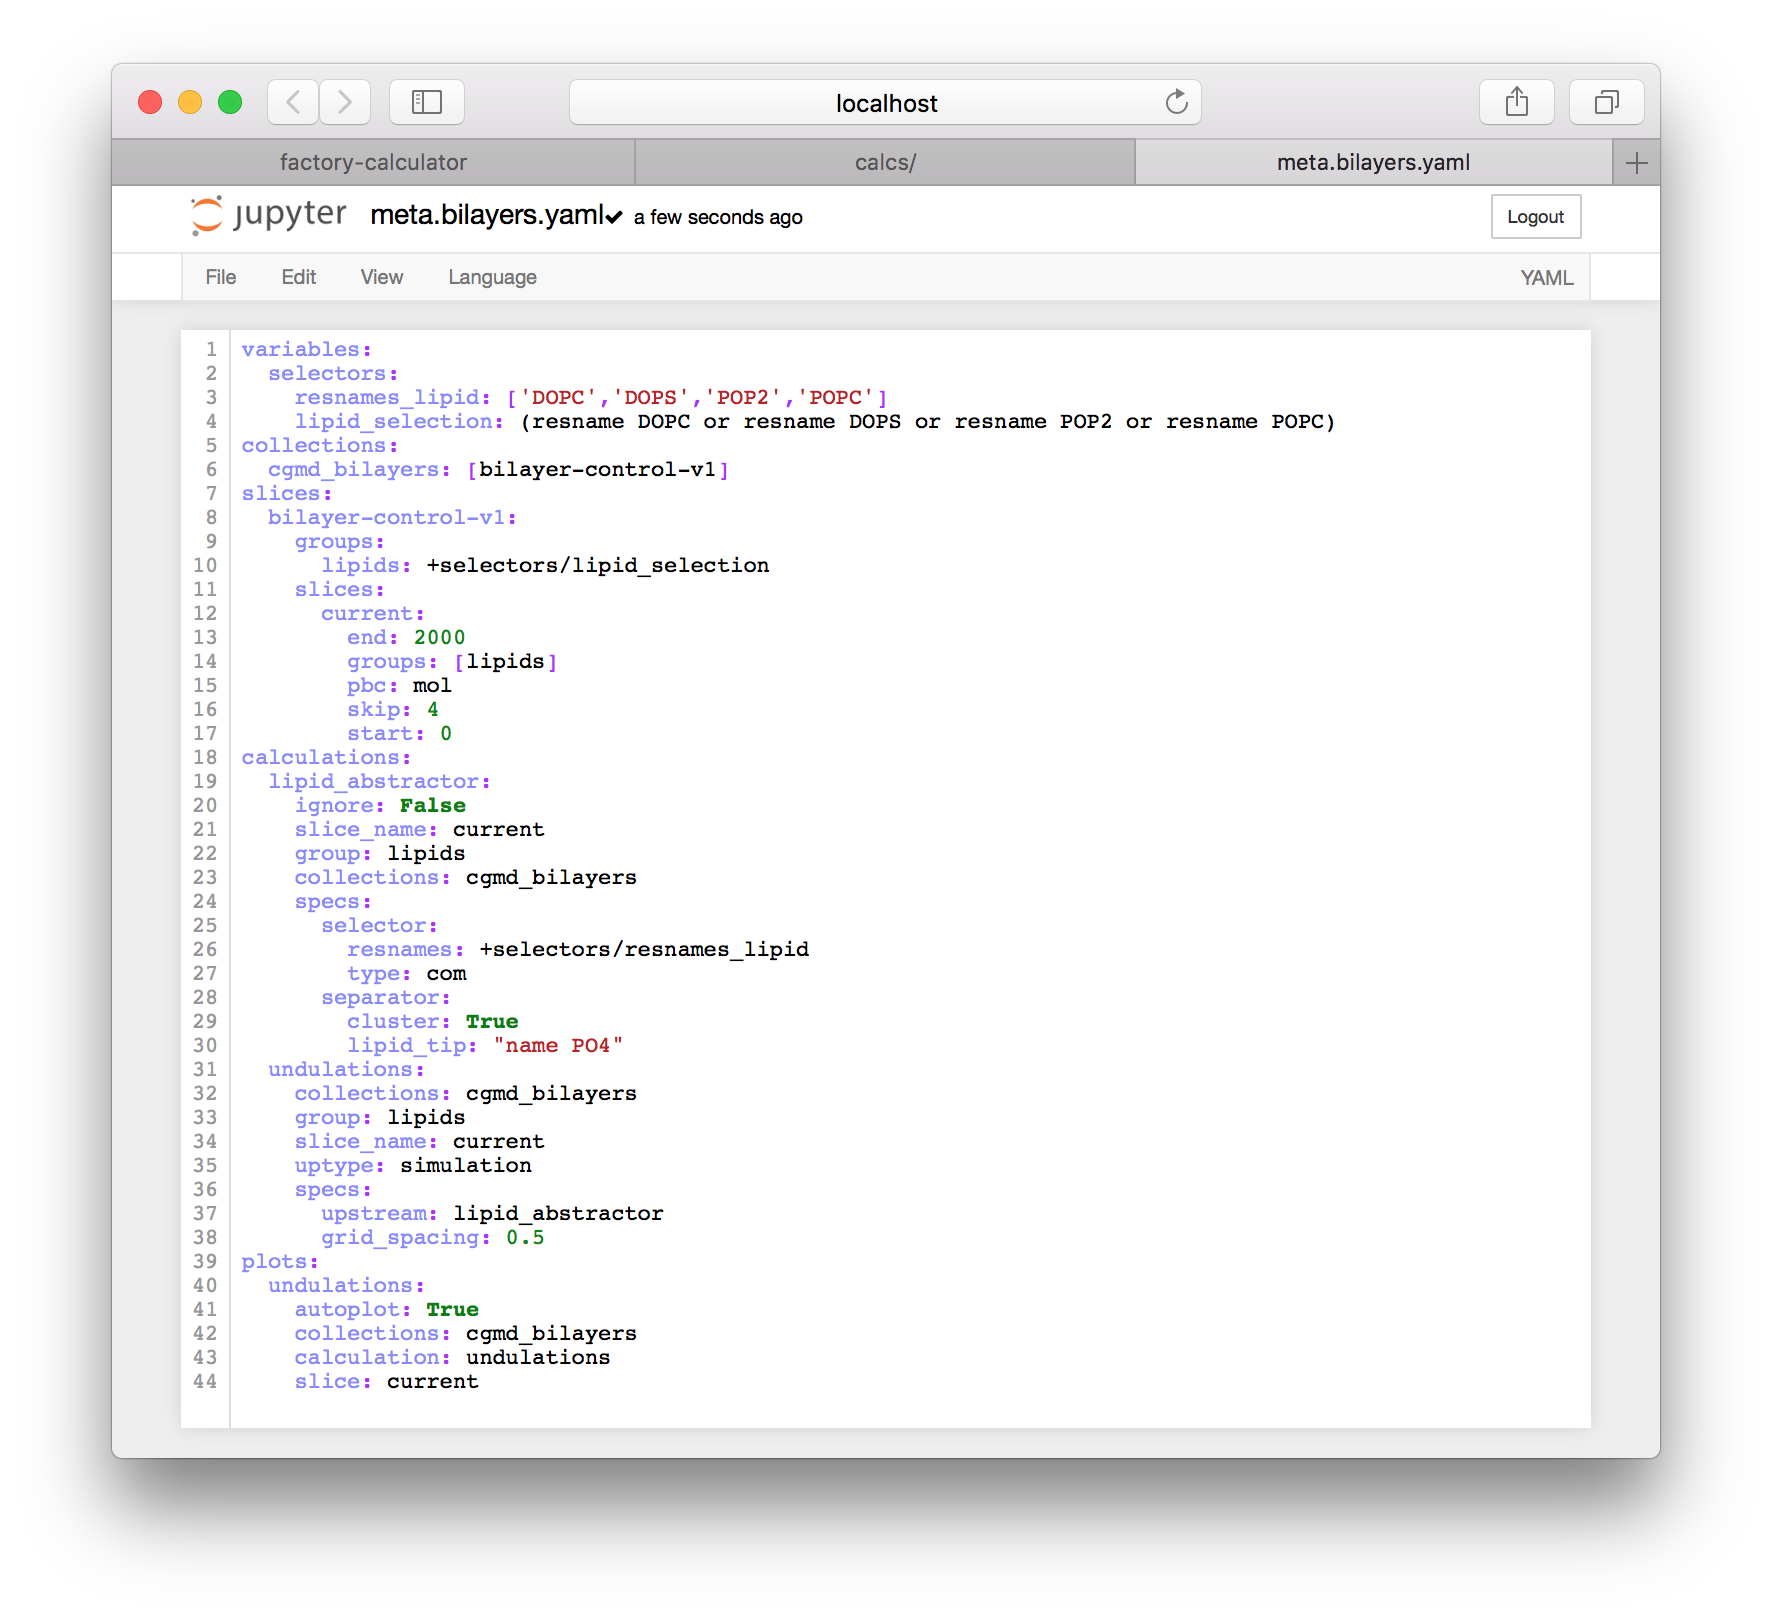 localhost
factory-calculator calcs/ meta.bilayers.yaml
jupyter meta.bilayers.yaml a few seconds ago Logout
File Edit View Language YAML
1 variables:
2   selectors:
3     resnames_lipid: ['DOPC','DOPS','POP2','POPC']
4     lipid_selection: (resname DOPC or resname DOPS or resname POP2 or resname POPC)
5 collections:
6   cgmd_bilayers: [bilayer-control-v1]
7 slices:
8   bilayer-control-v1:
9     groups:
10       lipids: +selectors/lipid_selection
11     slices:
12       current:
13         end: 2000
14         groups: [lipids]
15         pbc: mol
16         skip: 4
17         start: 0
18 calculations:
19   lipid_abstractor:
20     ignore: False
21     slice_name: current
22     group: lipids
23     collections: cgmd_bilayers
24     specs:
25       selector:
26         resnames: +selectors/resnames_lipid
27         type: com
28       separator:
29         cluster: True
30         lipid_tip: "name PO4"
31   undulations:
32     collections: cgmd_bilayers
33     group: lipids
34     slice_name: current
35     uptype: simulation
36     specs:
37       upstream: lipid_abstractor
38       grid_spacing: 0.5
39 plots:
40   undulations:
41     autoplot: True
42     collections: cgmd_bilayers
43     calculation: undulations
44     slice: current